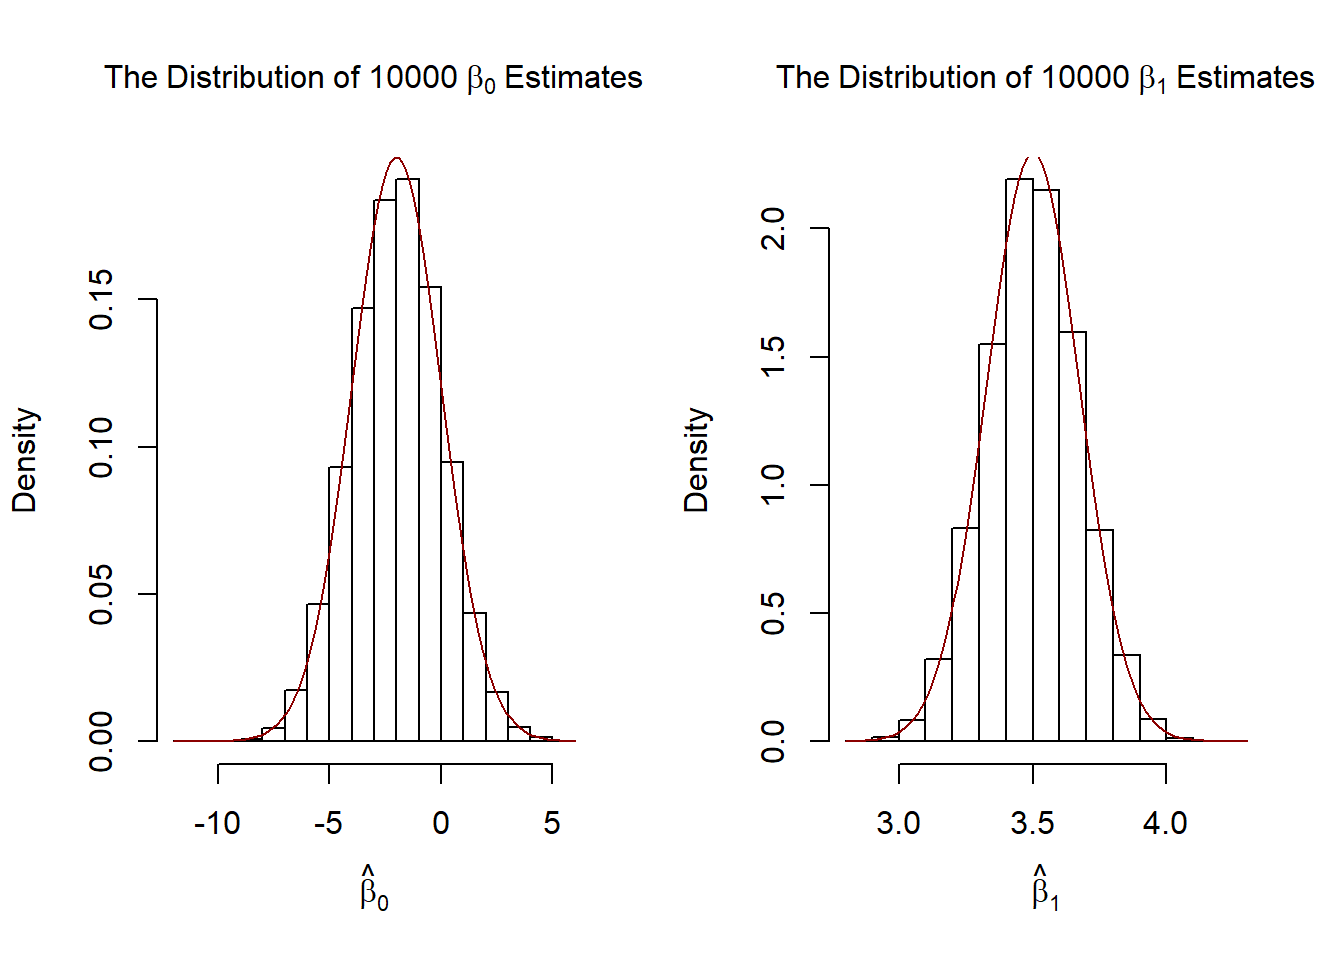 The Distribution of 10000 β₀ Estimates
Density
0.00 0.05 0.10 0.15
-10 -5 0 5
β̂₀
The Distribution of 10000 β₁ Estimates
Density
0.0 0.5 1.0 1.5 2.0
3.0 3.5 4.0
β̂₁